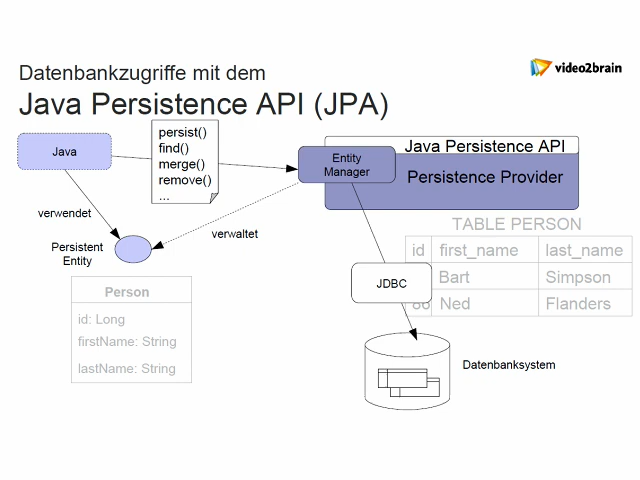 Datenbankzugriffe mit dem
Java Persistence API (JPA)
video2brain
Java
persist()
find()
merge()
remove()
...
Entity
Manager
Java Persistence API
Persistence Provider
verwendet
verwaltet
Persistent
Entity
TABLE PERSON
id first_name last_name
Bart Simpson
Ned Flanders
JDBC
Person
id: Long
firstName: String
lastName: String
Datenbanksystem